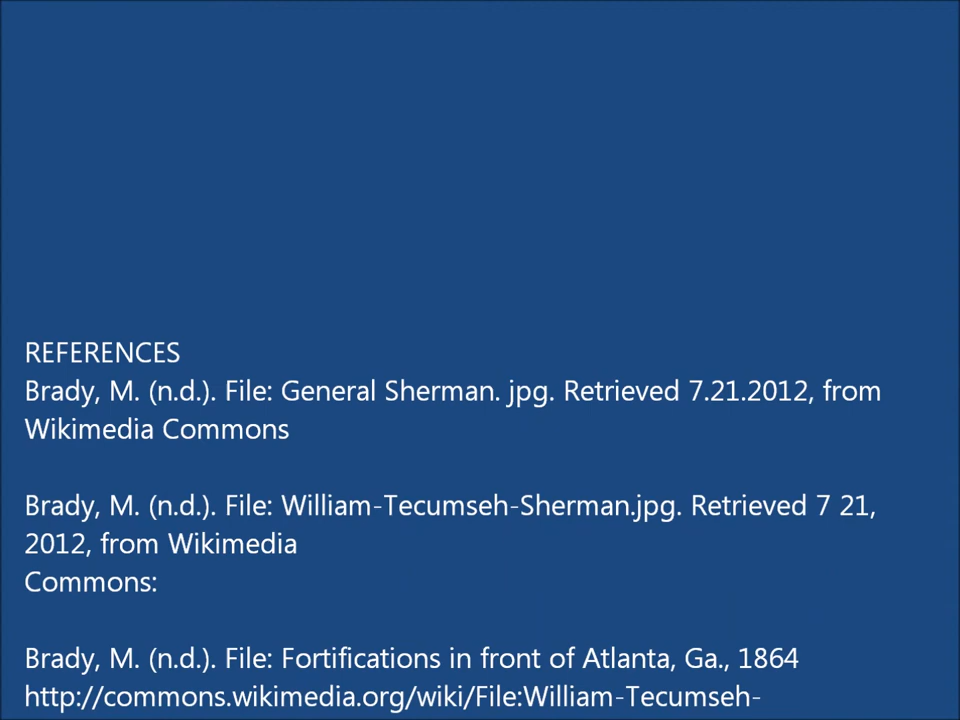 REFERENCES
Brady, M. (n.d.). File: General Sherman. jpg. Retrieved 7.21.2012, from
Wikimedia Commons
Brady, M. (n.d.). File: William-Tecumseh-Sherman.jpg. Retrieved 7 21,
2012, from Wikimedia
Commons:
Brady, M. (n.d.). File: Fortifications in front of Atlanta, Ga., 1864
http://commons.wikimedia.org/wiki/File:William-Tecumseh-